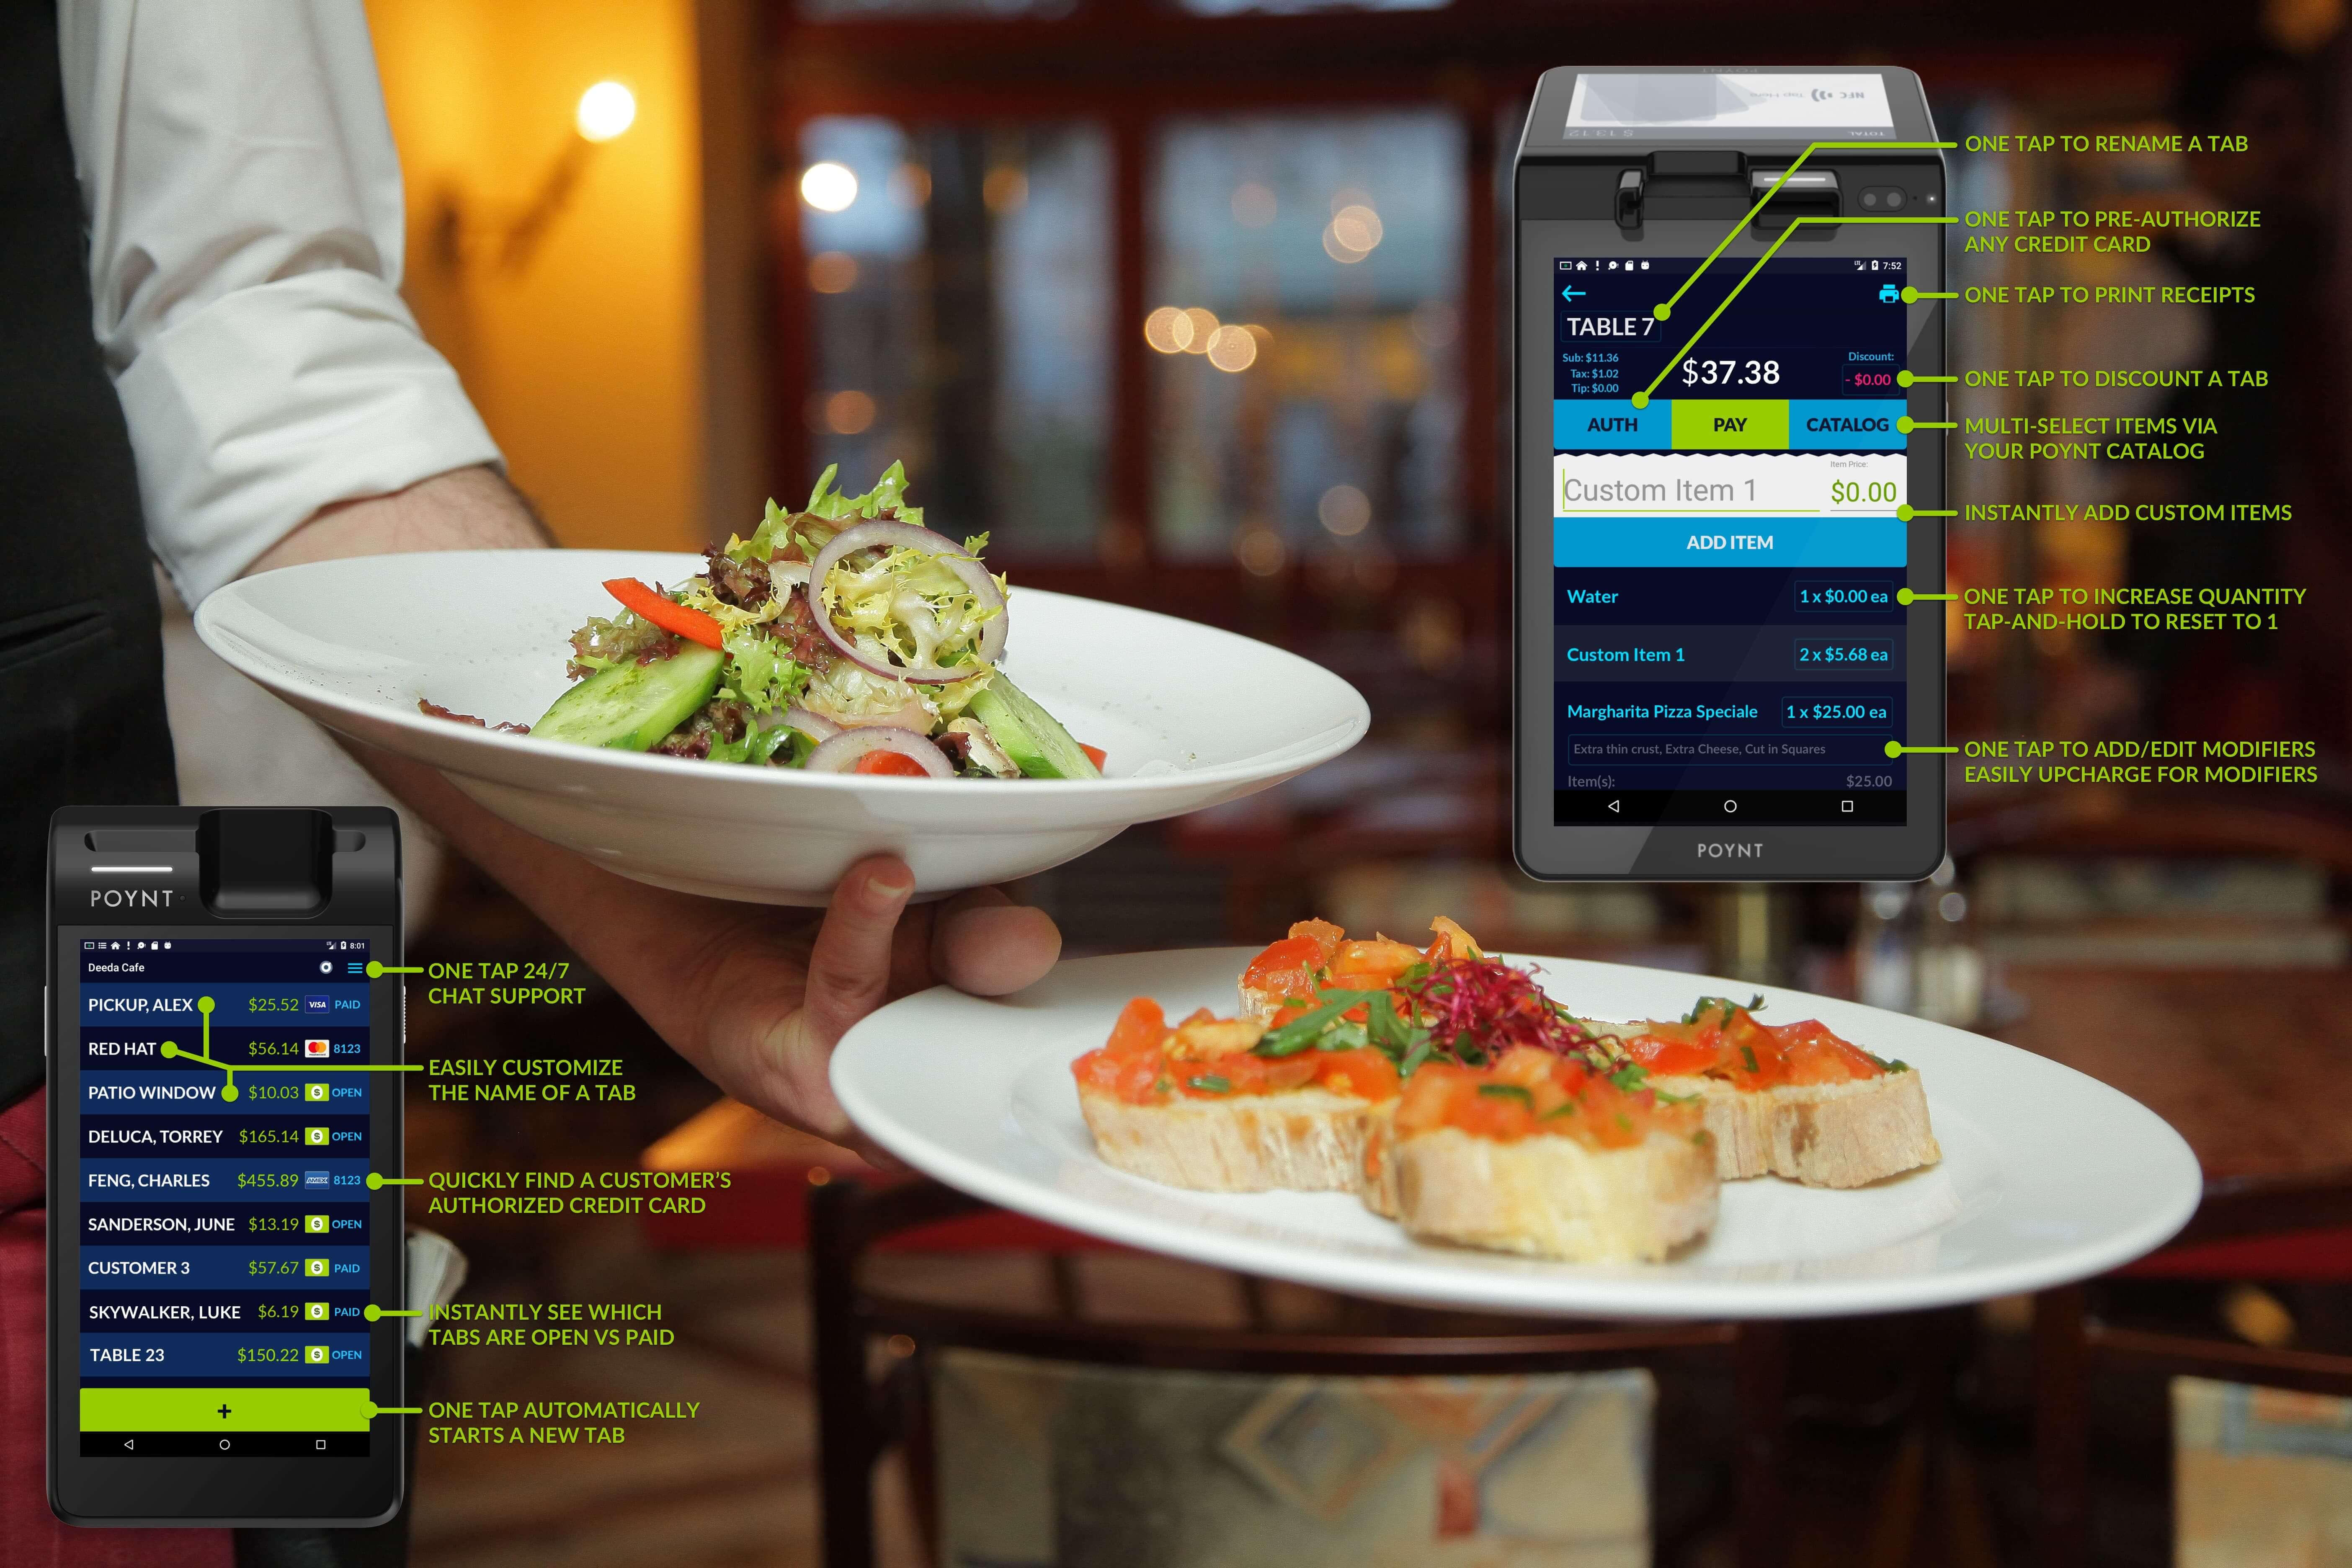 POYNT
TOTAL
$ 13.12
NFC
Tap Here
7:52
TABLE 7
Sub: $11.36
Tax: $1.02
Tip: $0.00
$37.38
Discount:
- $0.00
AUTH
PAY
CATALOG
Item Price:
Custom Item 1
$0.00
ADD ITEM
Water 1 x $0.00 ea
Custom Item 1 2 x $5.68 ea
Margharita Pizza Speciale 1 x $25.00 ea
Extra thin crust, Extra Cheese, Cut in Squares
Item(s): $25.00
POYNT
ONE TAP TO RENAME A TAB
ONE TAP TO PRE-AUTHORIZE
ANY CREDIT CARD
ONE TAP TO PRINT RECEIPTS
ONE TAP TO DISCOUNT A TAB
MULTI-SELECT ITEMS VIA
YOUR POYNT CATALOG
INSTANTLY ADD CUSTOM ITEMS
ONE TAP TO INCREASE QUANTITY
TAP-AND-HOLD TO RESET TO 1
ONE TAP TO ADD/EDIT MODIFIERS
EASILY UPCHARGE FOR MODIFIERS
POYNT
8:01
Deeda Cafe
PICKUP, ALEX $25.52 VISA PAID
RED HAT $56.14 8123
PATIO WINDOW $10.03 $ OPEN
DELUCA, TORREY $165.14 $ OPEN
FENG, CHARLES $455.89 AMEX 8123
SANDERSON, JUNE $13.19 $ OPEN
CUSTOMER 3 $57.67 $ PAID
SKYWALKER, LUKE $6.19 $ PAID
TABLE 23 $150.22 $ OPEN
+
ONE TAP 24/7
CHAT SUPPORT
EASILY CUSTOMIZE
THE NAME OF A TAB
QUICKLY FIND A CUSTOMER'S
AUTHORIZED CREDIT CARD
INSTANTLY SEE WHICH
TABS ARE OPEN VS PAID
ONE TAP AUTOMATICALLY
STARTS A NEW TAB